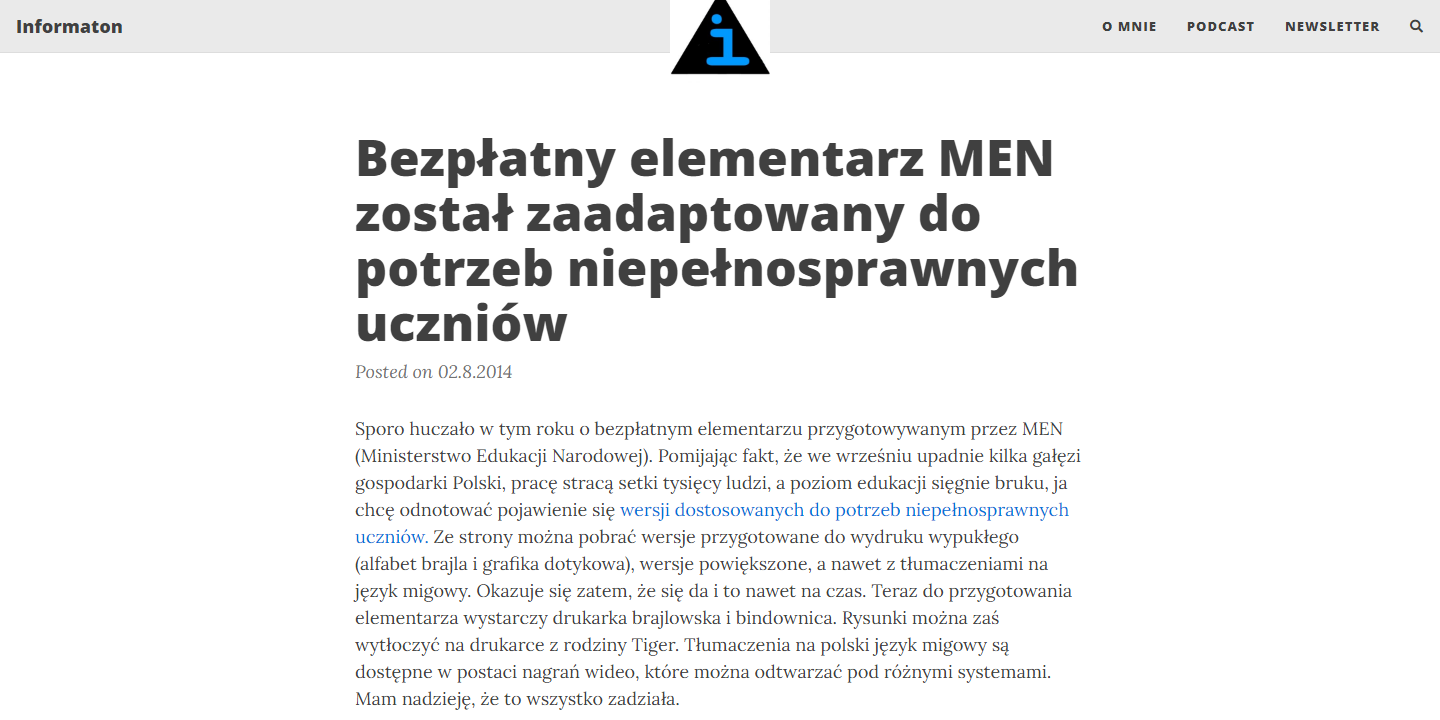 Informaton
i
O MNIE
PODCAST
NEWSLETTER
Bezpłatny elementarz MEN
został zaadaptowany do
potrzeb niepełnosprawnych
uczniów
Posted on 02.8.2014
Sporo huczało w tym roku o bezpłatnym elementarzu przygotowywanym przez MEN
(Ministerstwo Edukacji Narodowej). Pomijając fakt, że we wrześniu upadnie kilka gałęzi
gospodarki Polski, pracę stracą setki tysięcy ludzi, a poziom edukacji sięgnie bruku, ja
chcę odnotować pojawienie się wersji dostosowanych do potrzeb niepełnosprawnych
uczniów. Ze strony można pobrać wersje przygotowane do wydruku wypukłego
(alfabet brajla i grafika dotykowa), wersje powiększone, a nawet z tłumaczeniami na
język migowy. Okazuje się zatem, że się da i to nawet na czas. Teraz do przygotowania
elementarza wystarczy drukarka brajlowska i bindownica. Rysunki można zaś
wytłoczyć na drukarce z rodziny Tiger. Tłumaczenia na polski język migowy są
dostępne w postaci nagrań wideo, które można odtwarzać pod różnymi systemami.
Mam nadzieję, że to wszystko zadziała.